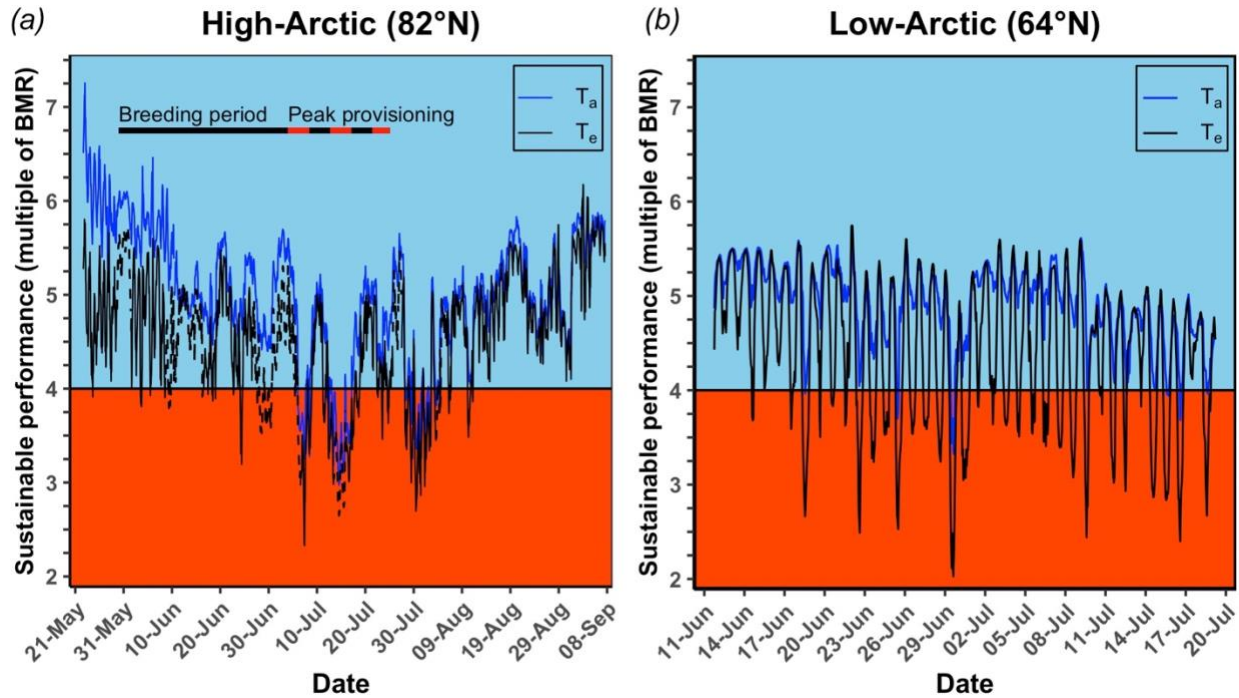 (a) High-Arctic (82°N)
Sustainable performance (multiple of BMR)
7
6
5
4
3
2
Breeding period Peak provisioning
Ta
Te
21-May
31-May
10-Jun
20-Jun
30-Jun
10-Jul
20-Jul
30-Jul
09-Aug
19-Aug
29-Aug
08-Sep
Date
(b) Low-Arctic (64°N)
Sustainable performance (multiple of BMR)
7
6
5
4
3
2
Ta
Te
11-Jun
14-Jun
17-Jun
20-Jun
23-Jun
26-Jun
29-Jun
02-Jul
05-Jul
08-Jul
11-Jul
14-Jul
17-Jul
20-Jul
Date